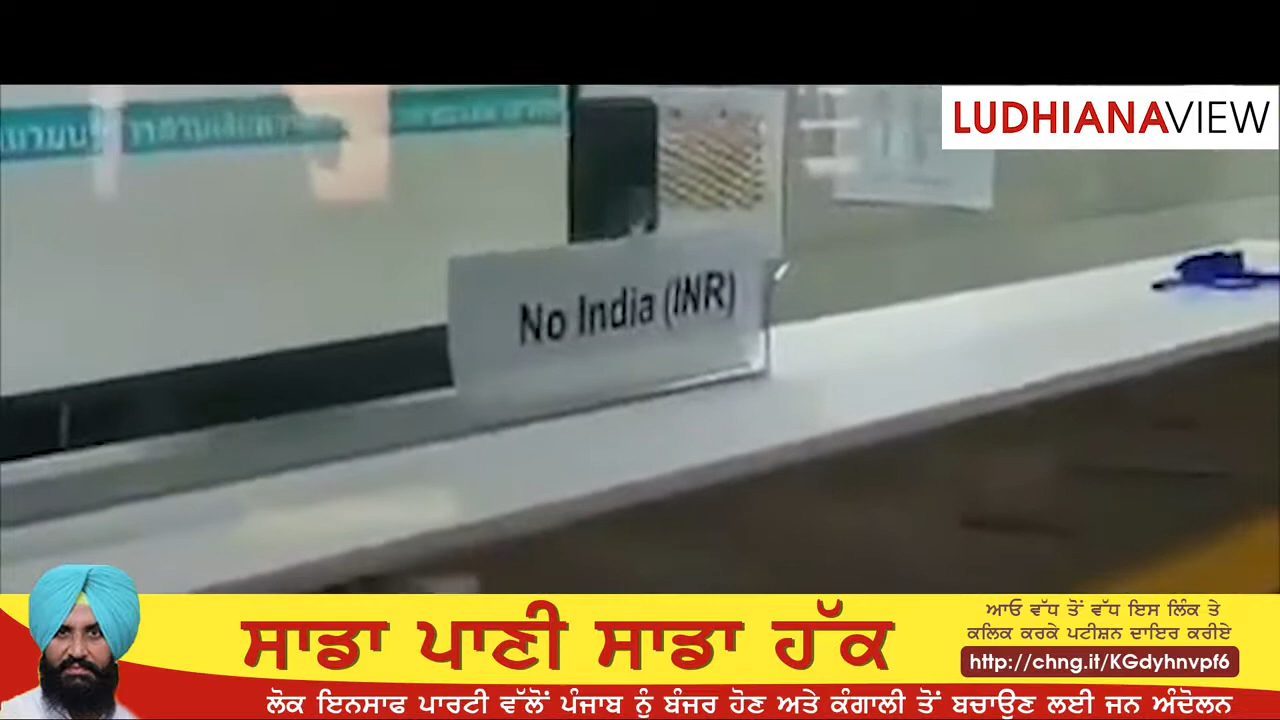 LUDHIANAVIEW
No India (INR)
ਸਾਡਾ ਪਾਣੀ ਸਾਡਾ ਹੱਕ
ਆਓ ਵੱਧ ਤੋਂ ਵੱਧ ਇਸ ਲਿੰਕ ਤੇ
ਕਲਿਕ ਕਰਕੇ ਪਟੀਸ਼ਨ ਦਾਇਰ ਕਰੀਏ
http://chng.it/KGdyhnvpf6
ਲੋਕ ਇਨਸਾਫ ਪਾਰਟੀ ਵੱਲੋਂ ਪੰਜਾਬ ਨੂੰ ਬੰਜਰ ਹੋਣ ਅਤੇ ਕੰਗਾਲੀ ਤੋਂ ਬਚਾਉਣ ਲਈ ਜਨ ਅੰਦੋਲਨ